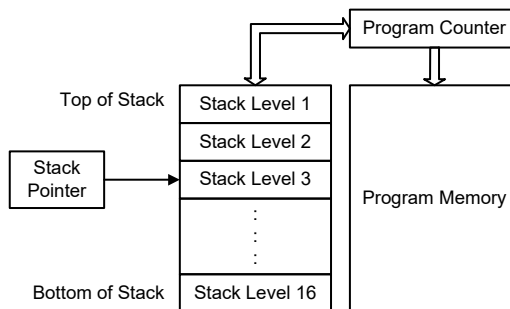 Program Counter
Top of Stack
Stack Level 1
Stack Level 2
Stack
Pointer
Stack Level 3
Program Memory
:
:
:
Bottom of Stack
Stack Level 16